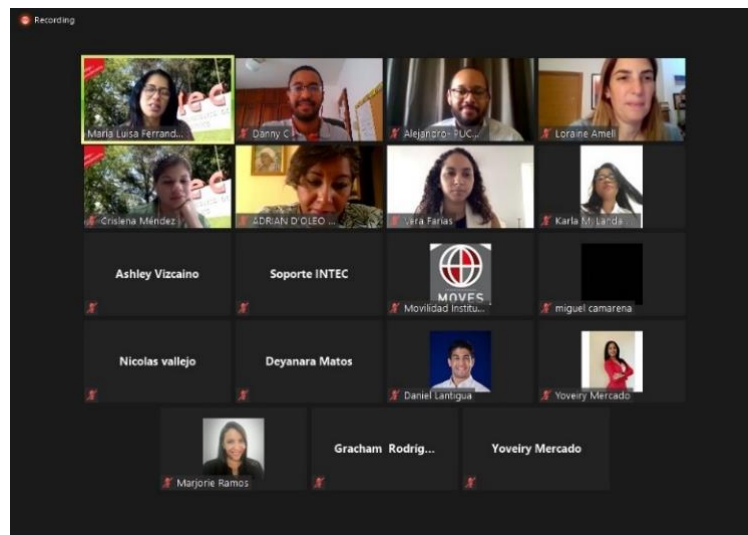 Recording
Maria Luisa Ferrand...
Danny C
Alejandro- PUC...
Loraine Amell
Crislena Méndez
ADRIAN D'OLEO ...
Vera Farias
Karla M. Landa...
Ashley Vizcaino
Soporte INTEC
MOVES
Movilidad Institu...
miguel camarena
Nicolas vallejo
Deyanara Matos
Daniel Lantigua
Yoveiry Mercado
Marjorie Ramos
Gracham Rodríg...
Yoveiry Mercado